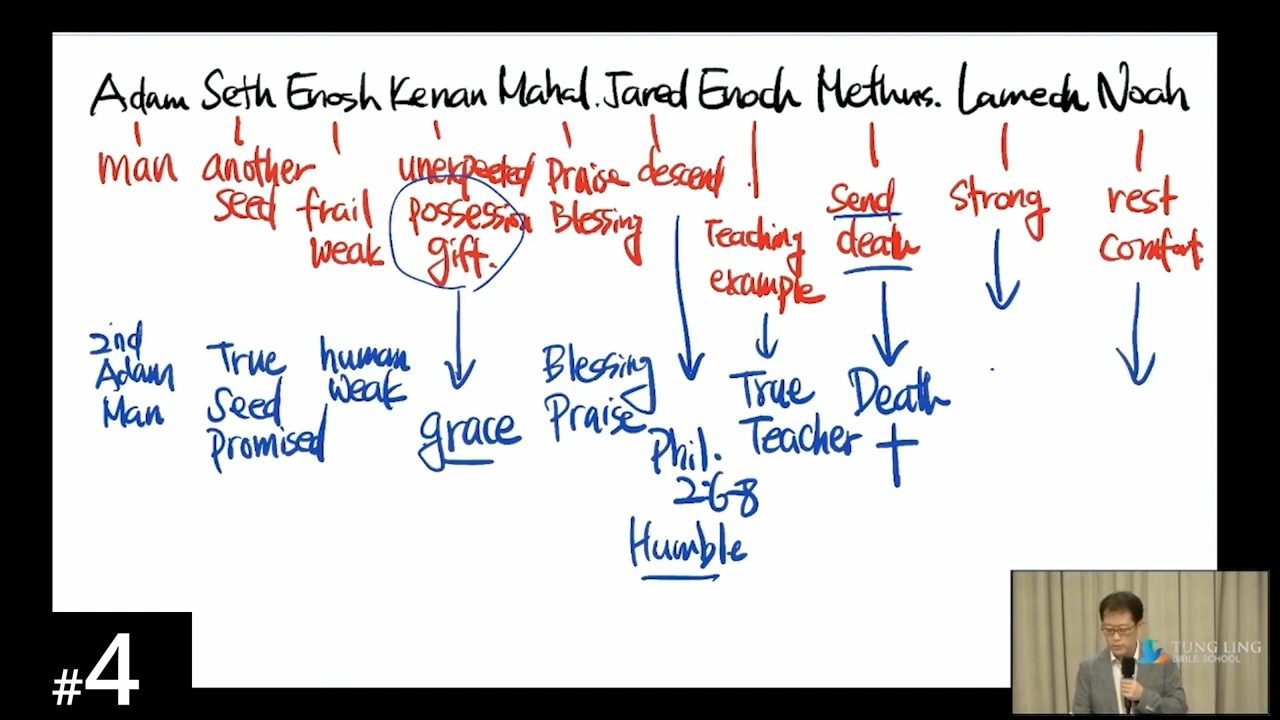 Adam Seth Enosh Kenan Mahal. Jared Enoch Methus. Lamech Noah
man
another
seed
frail
weak
unexpected
possession
gift.
Praise
Blessing
descend
Teaching
example
send
death
strong
rest
comfort
2nd
Adam
Man
True
Seed
Promised
human
weak
grace
Blessing
Praise
Phil.
2:6-8
Humble
True
Teacher
Death
#4
TUNG LING
BIBLE SCHOOL